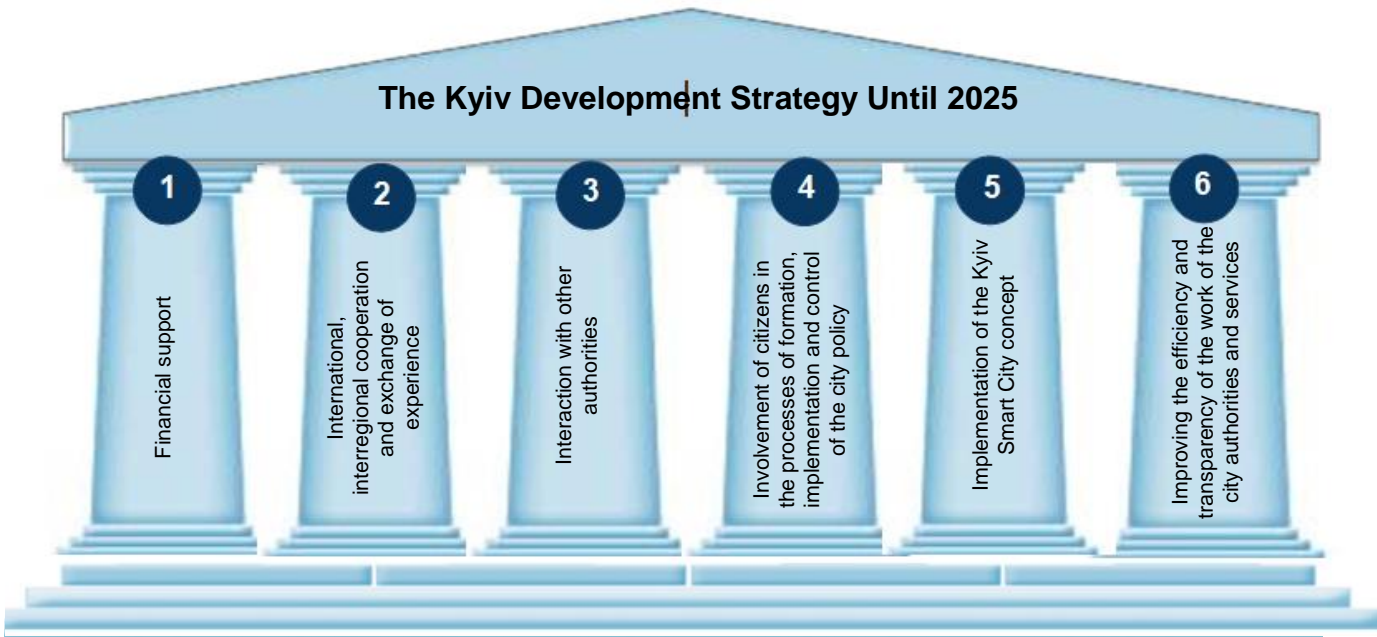 The Kyiv Development Strategy Until 2025
1
Financial support
2
International,
interregional cooperation
and exchange of
experience
3
Interaction with other
authorities
4
Involvement of citizens in
the processes of formation,
implementation and control
of the city policy
5
Implementation of the Kyiv
Smart City concept
6
Improving the efficiency and
transparency of the work of the
city authorities and services